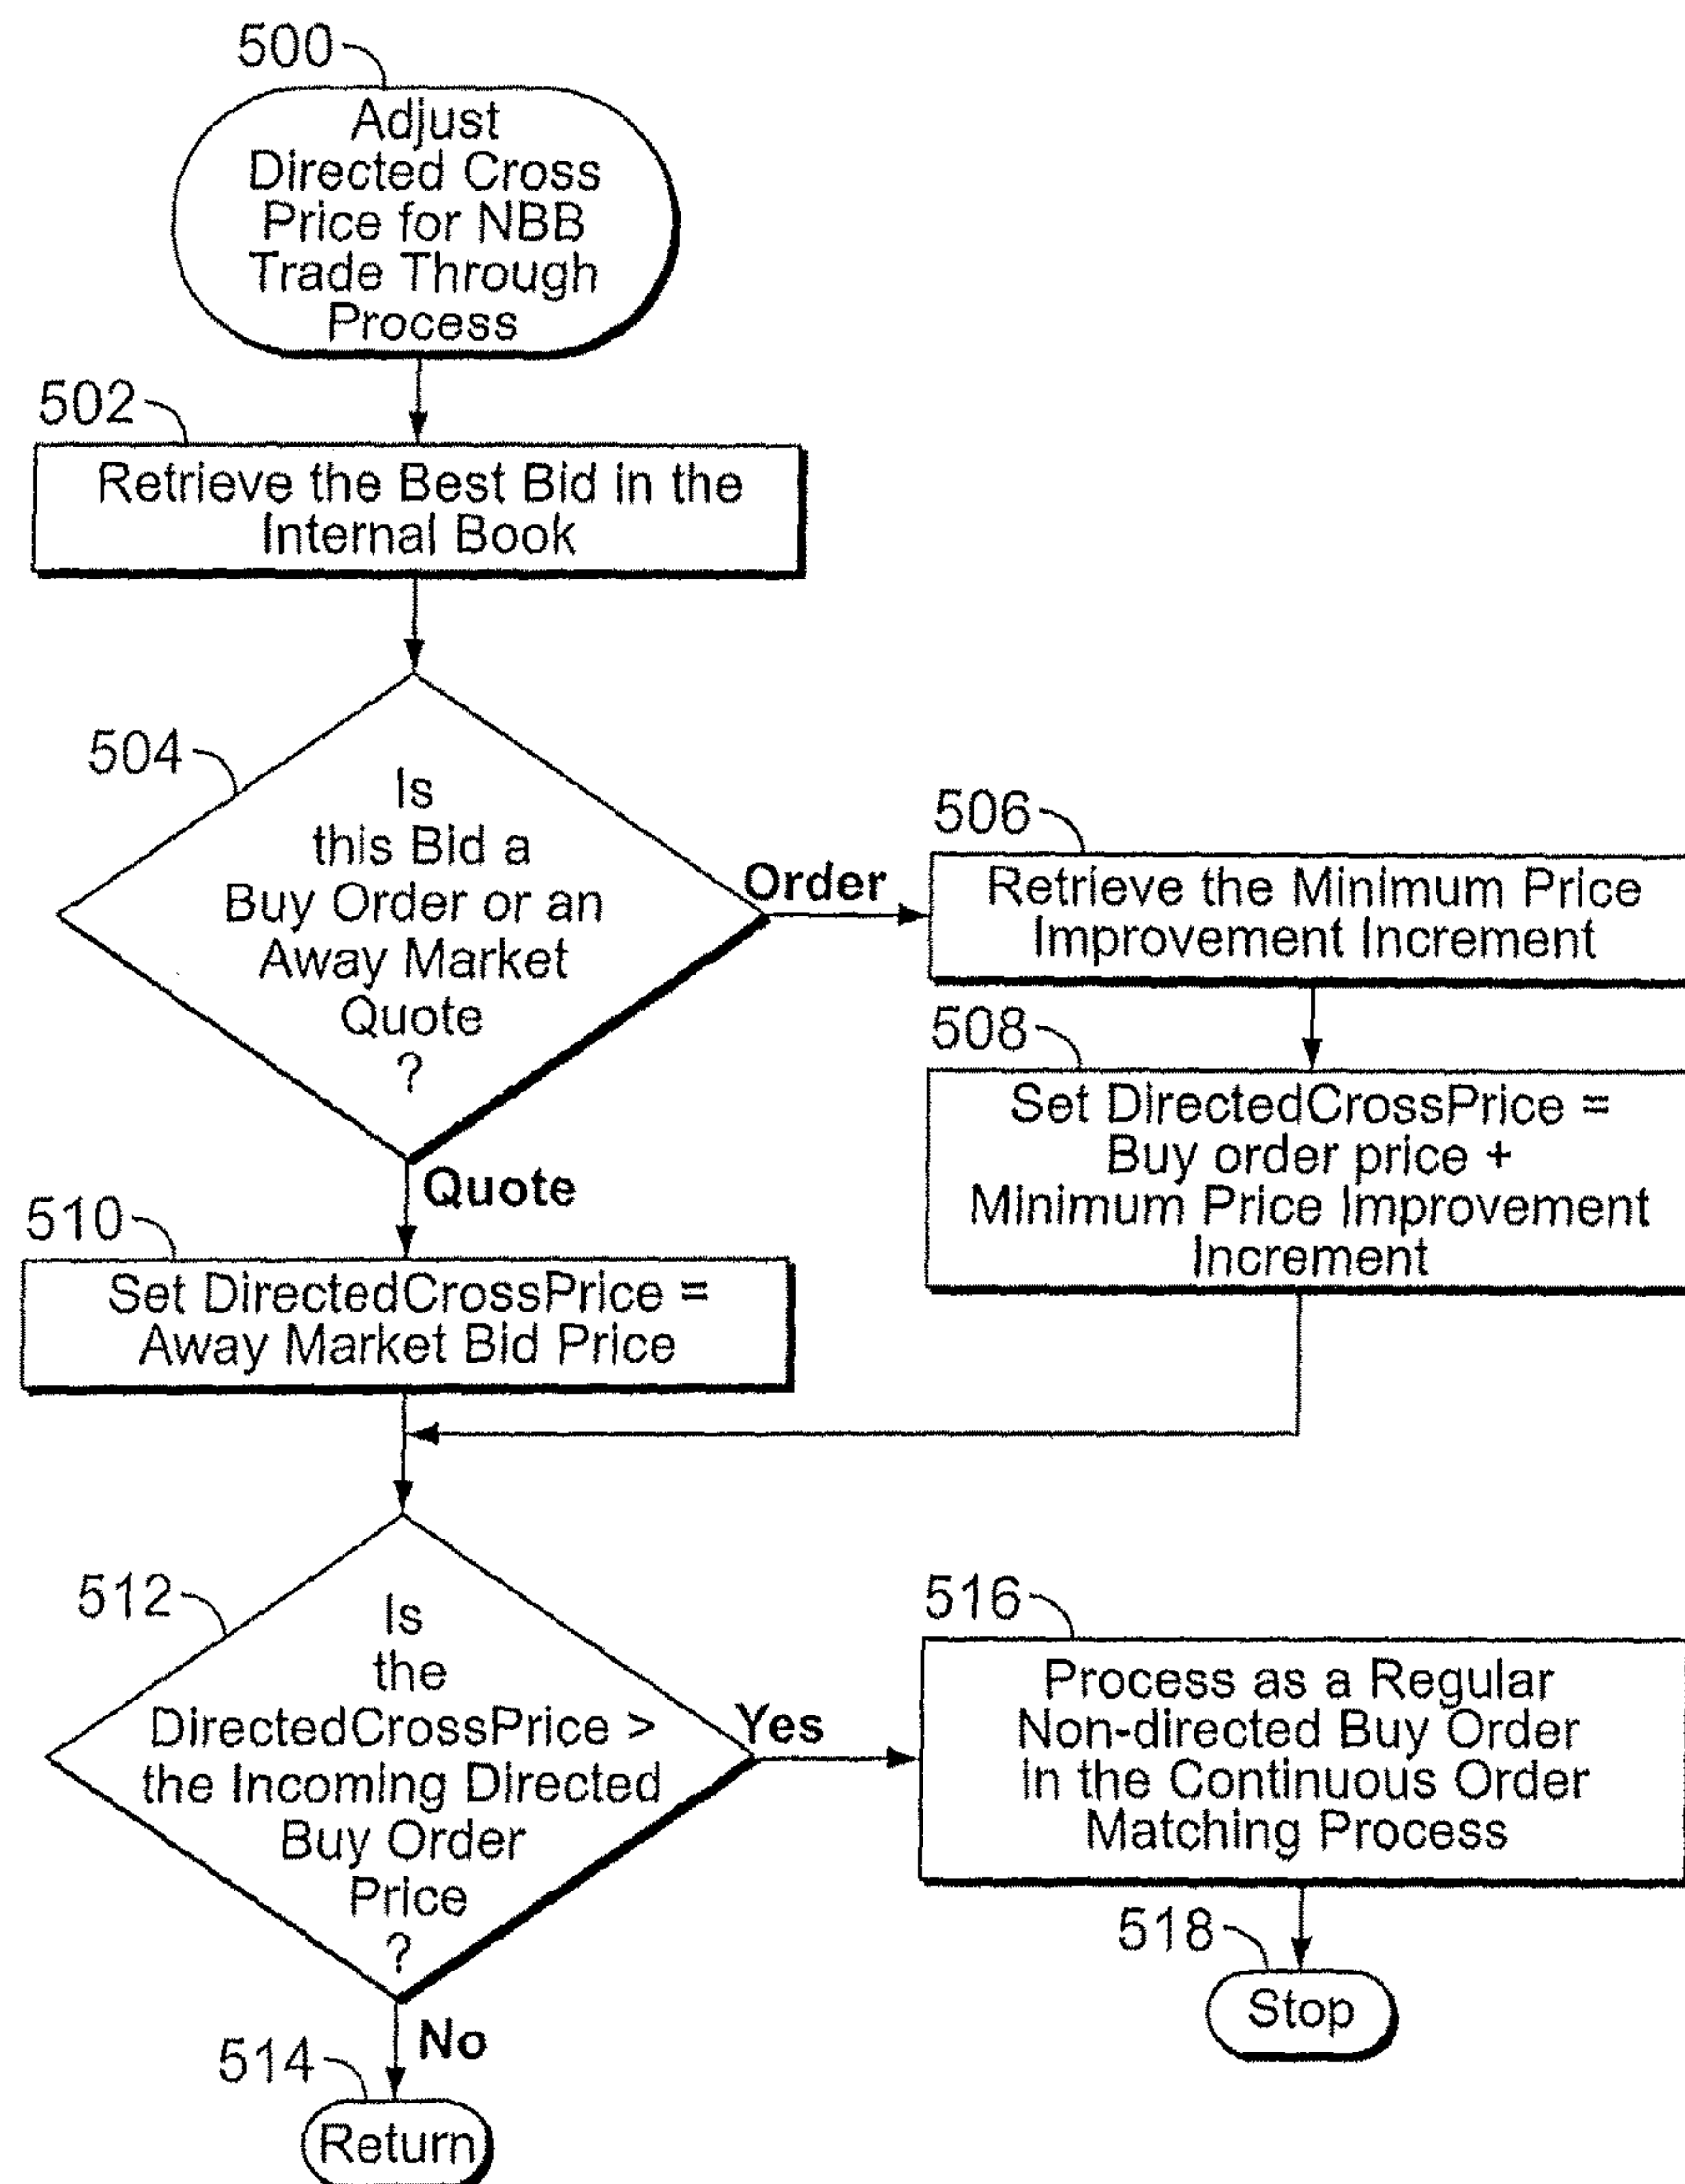 500
Adjust
Directed Cross
Price for NBB
Trade Through
Process
502
Retrieve the Best Bid in the
Internal Book
504
Is
this Bid a
Buy Order or an
Away Market
Quote
?
Order
506
Retrieve the Minimum Price
Improvement Increment
508
Set DirectedCrossPrice =
Buy order price +
Minimum Price Improvement
Increment
Quote
510
Set DirectedCrossPrice =
Away Market Bid Price
512
Is
the
DirectedCrossPrice >
the Incoming Directed
Buy Order
Price
?
Yes
516
Process as a Regular
Non-directed Buy Order
in the Continuous Order
Matching Process
518
Stop
No
514
Return